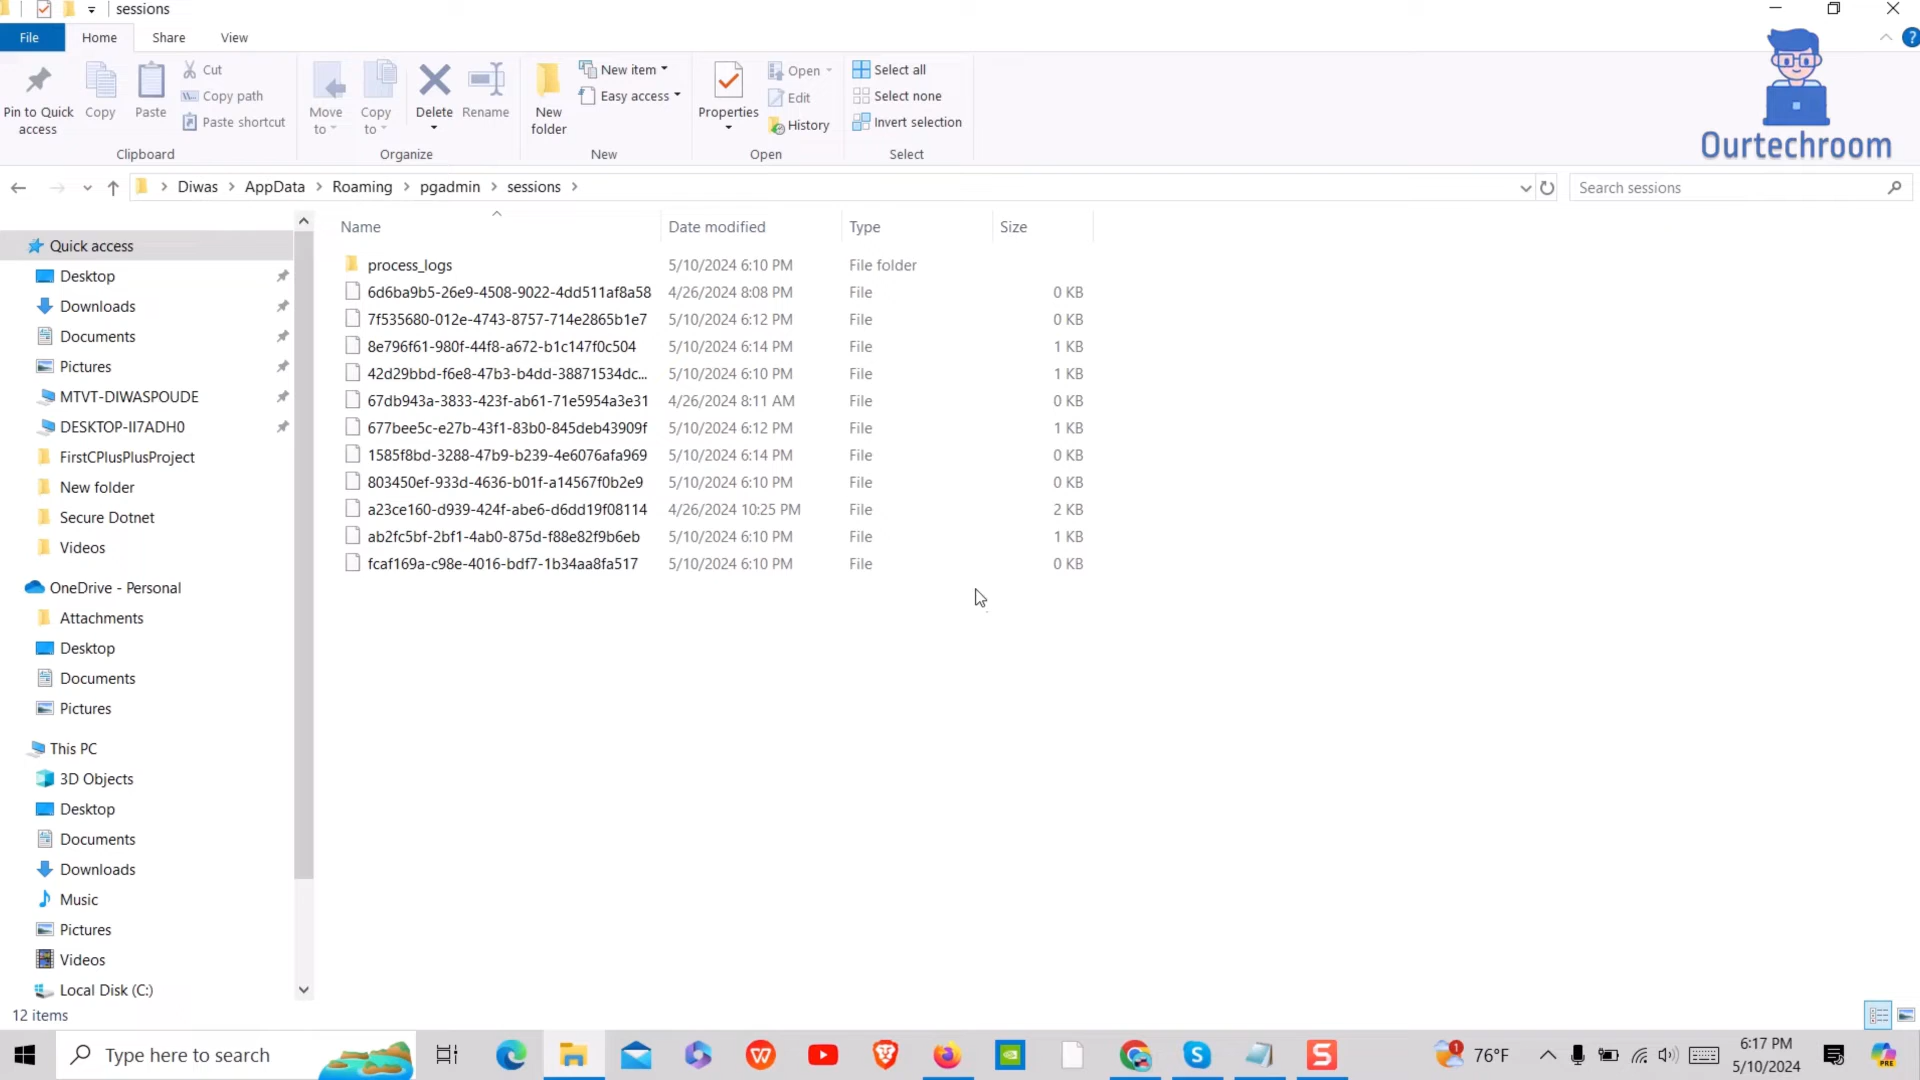 sessions
File Home Share View
Pin to Quick access
Copy
Paste
Cut
Copy path
Paste shortcut
Clipboard
Move to
Copy to
Delete
Rename
Organize
New folder
New item
Easy access
New
Properties
Open
Edit
History
Open
Select all
Select none
Invert selection
Select
?
Ourtechroom
Diwas > AppData > Roaming > pgadmin > sessions >
Search sessions
Name Date modified Type Size
process_logs 5/10/2024 6:10 PM File folder
6d6ba9b5-26e9-4508-9022-4dd511af8a58 4/26/2024 8:08 PM File 0 KB
7f535680-012e-4743-8757-714e2865b1e7 5/10/2024 6:12 PM File 0 KB
8e796f61-980f-44f8-a672-b1c147f0c504 5/10/2024 6:14 PM File 1 KB
42d29bbd-f6e8-47b3-b4dd-38871534dc... 5/10/2024 6:10 PM File 1 KB
67db943a-3833-423f-ab61-71e5954a3e31 4/26/2024 8:11 AM File 0 KB
677bee5c-e27b-43f1-83b0-845deb43909f 5/10/2024 6:12 PM File 1 KB
1585f8bd-3288-47b9-b239-4e6076afa969 5/10/2024 6:14 PM File 0 KB
803450ef-933d-4636-b01f-a14567f0b2e9 5/10/2024 6:10 PM File 0 KB
a23ce160-d939-424f-abe6-d6dd19f08114 4/26/2024 10:25 PM File 2 KB
ab2fc5bf-2bf1-4ab0-875d-f88e82f9b6eb 5/10/2024 6:10 PM File 1 KB
fcaf169a-c98e-4016-bdf7-1b34aa8fa517 5/10/2024 6:10 PM File 0 KB
Quick access
Desktop
Downloads
Documents
Pictures
MTVT-DIWASPOUDE
DESKTOP-II7ADH0
FirstCPlusPlusProject
New folder
Secure Dotnet
Videos
OneDrive - Personal
Attachments
Desktop
Documents
Pictures
This PC
3D Objects
Desktop
Documents
Downloads
Music
Pictures
Videos
Local Disk (C:)
12 items
Type here to search
W
S
S
1
76°F
6:17 PM
5/10/2024
PRE